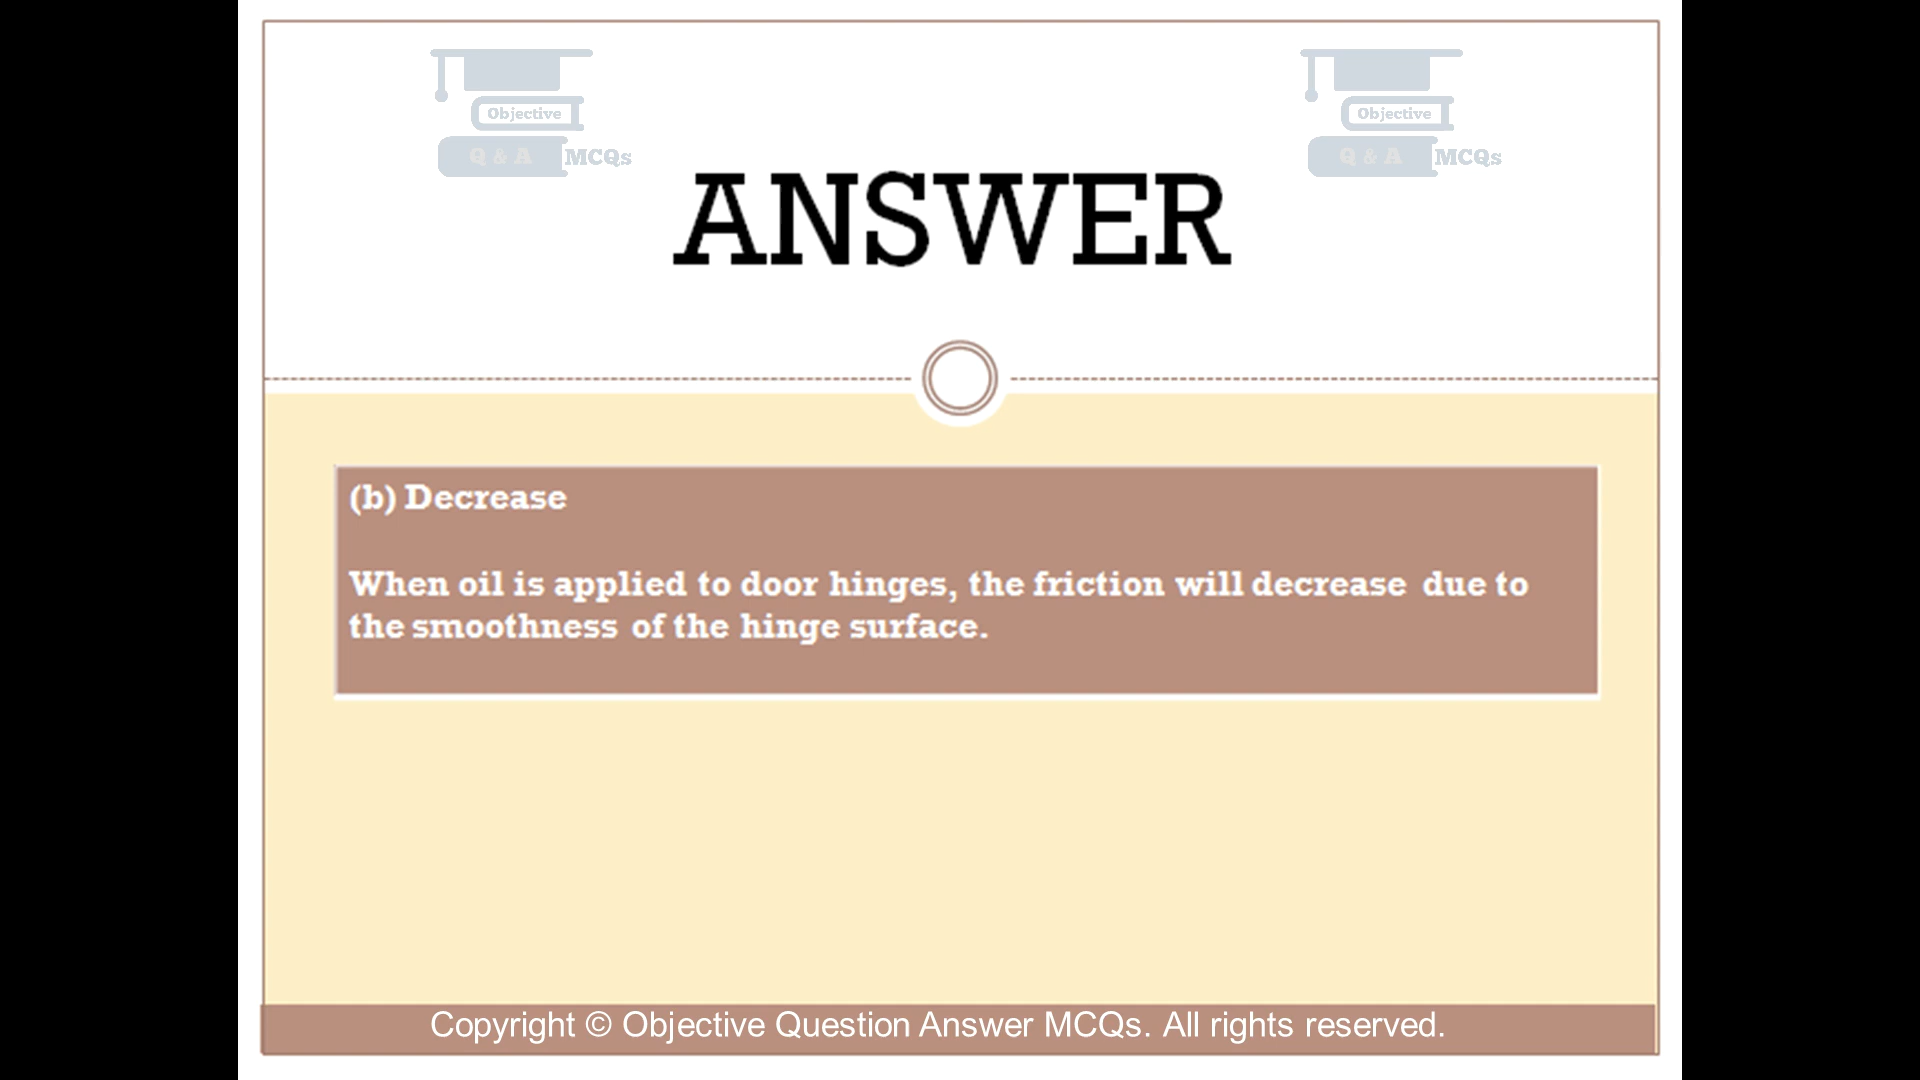 Objective
Q & A MCQs
Objective
Q & A MCQs
ANSWER
(b) Decrease
When oil is applied to door hinges, the friction will decrease due to
the smoothness of the hinge surface.
Copyright © Objective Question Answer MCQs. All rights reserved.